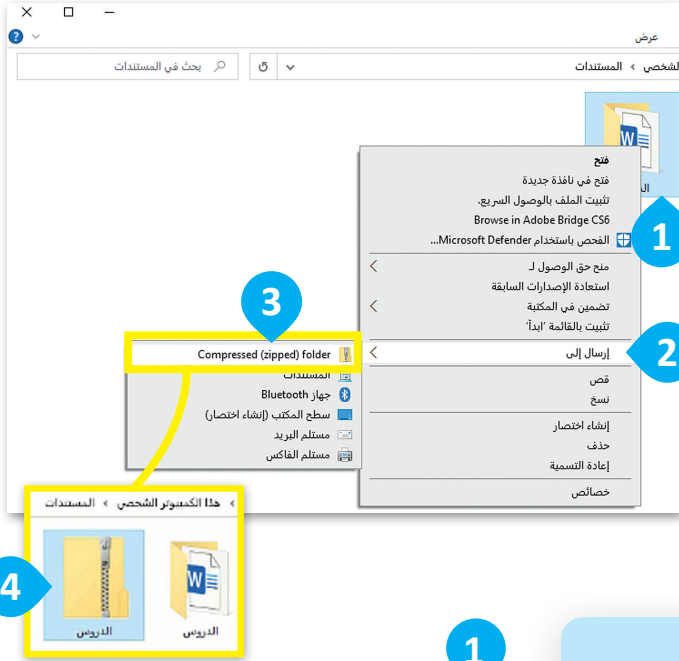 عرض
الشخصي › المستندات
بحث في المستندات
الد
1
فتح
فتح في نافذة جديدة
تثبيت الملف بالوصول السريع.
Browse in Adobe Bridge CS6
الفحص باستخدام Microsoft Defender...
منح حق الوصول لـ
استعادة الإصدارات السابقة
تضمين في المكتبة
تثبيت بالقائمة 'ابدأ'
2
إرسال إلى
قص
نسخ
إنشاء اختصار
حذف
إعادة التسمية
خصائص
3
Compressed (zipped) folder
المستندات
جهاز Bluetooth
سطح المكتب (إنشاء اختصار)
مستلم البريد
مستلم الفاكس
› هذا الكمبيوتر الشخصي › المستندات
الدروس
الدروس
4
1